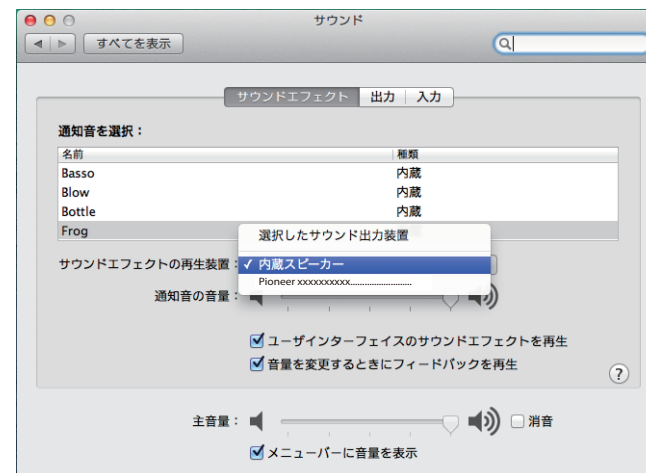 サウンド
すべてを表示
サウンドエフェクト 出力 入力
通知音を選択：
名前 種類
Basso 内蔵
Blow 内蔵
Bottle 内蔵
Frog
選択したサウンド出力装置
サウンドエフェクトの再生装置： ✓ 内蔵スピーカー
Pioneer xxxxxxxxxx..........................
通知音の音量：
ユーザインターフェイスのサウンドエフェクトを再生
音量を変更するときにフィードバックを再生
?
主音量： 消音
メニューバーに音量を表示